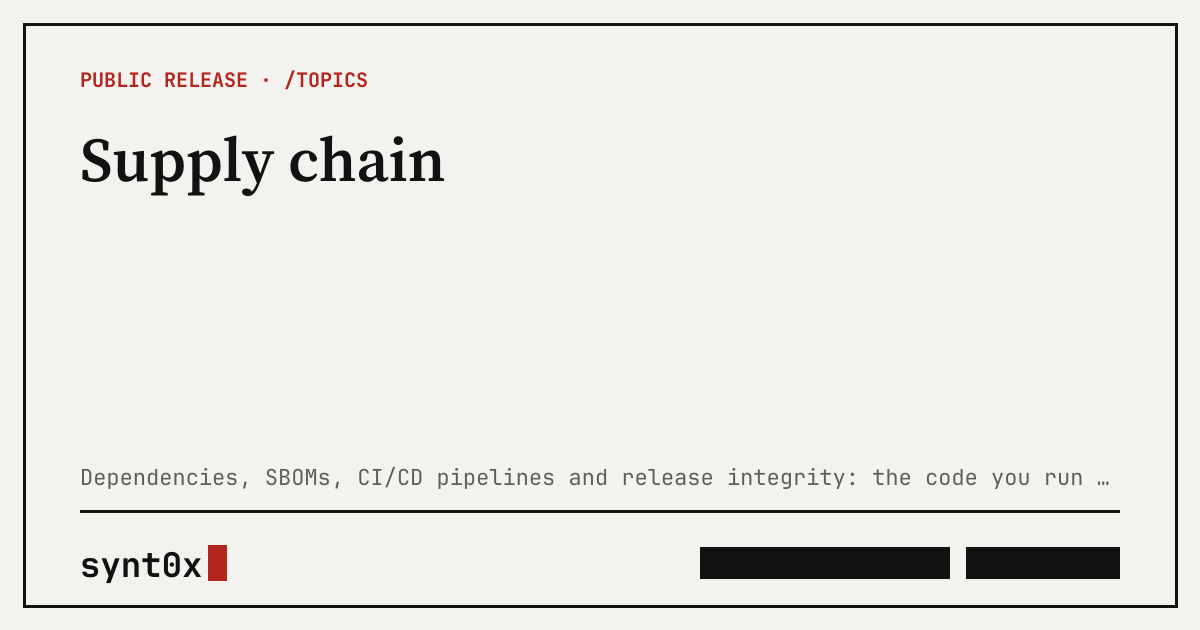 PUBLIC RELEASE · /TOPICS
Supply chain
Dependencies, SBOMs, CI/CD pipelines and release integrity: the code you run …
synt0x